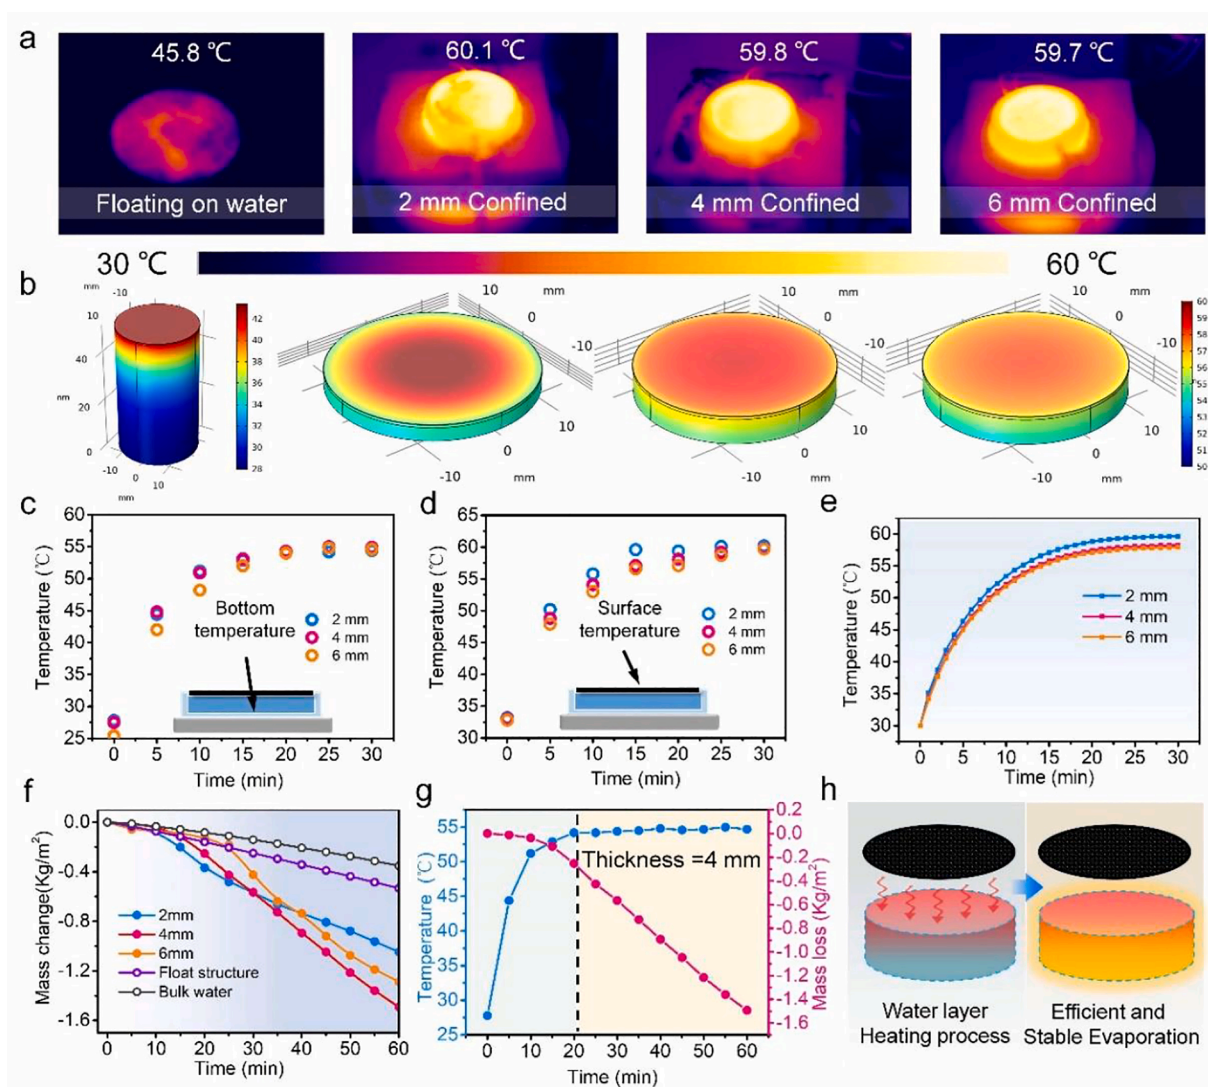 a
45.8 ℃
60.1 ℃
59.8 ℃
59.7 ℃
Floating on water
2 mm Confined
4 mm Confined
6 mm Confined
30 ℃
60 ℃
b
mm
-10
0
10
10
40
nm
20
0
-10
0
10
mm
42
40
38
36
34
32
30
28
mm
10
0
-10
10
0
-10
mm
mm
10
0
-10
10
0
-10
mm
mm
10
0
-10
10
0
-10
mm
60
59
58
57
56
55
54
53
52
51
50
c
60
55
50
45
40
35
30
25
Temperature (℃)
Bottom
temperature
2 mm
4 mm
6 mm
0 5 10 15 20 25 30
Time (min)
d
65
60
55
50
45
40
35
30
Temperature (℃)
Surface
temperature
2 mm
4 mm
6 mm
0 5 10 15 20 25 30
Time (min)
e
60
55
50
45
40
35
30
Temperature (℃)
2 mm
4 mm
6 mm
0 5 10 15 20 25 30
Time (min)
f
0.0
-0.4
-0.8
-1.2
-1.6
Mass change(Kg/m²)
2mm
4mm
6mm
Float structure
Bulk water
0 10 20 30 40 50 60
Time (min)
g
55
50
45
40
35
30
25
Temperature (℃)
Thickness =4 mm
0.2
0.0
-0.2
-0.4
-0.6
-0.8
-1.0
-1.2
-1.4
-1.6
Mass loss(Kg/m²)
0 10 20 30 40 50 60
Time (min)
h
Water layer
Heating process
Efficient and
Stable Evaporation